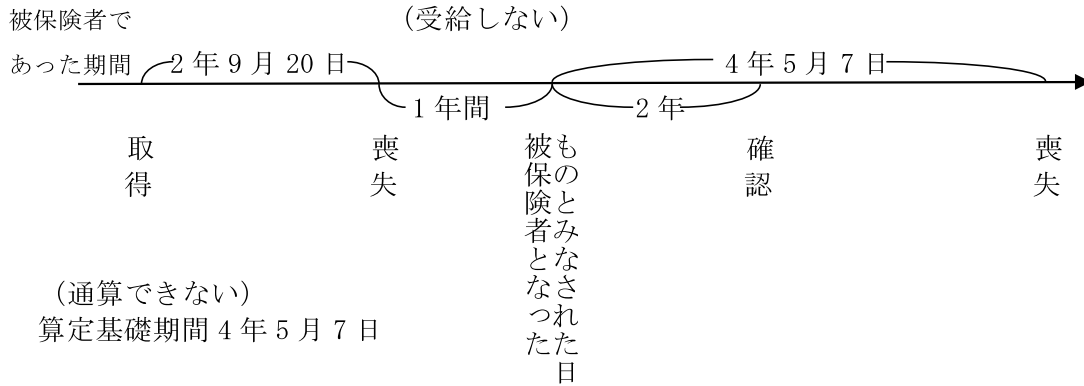 被保険者で
あった期間
（受給しない）
2年9月20日
4年5月7日
1年間
2年
取得
喪失
被保険者となった
ものとみなされた日
確認
喪失
（通算できない）
算定基礎期間4年5月7日